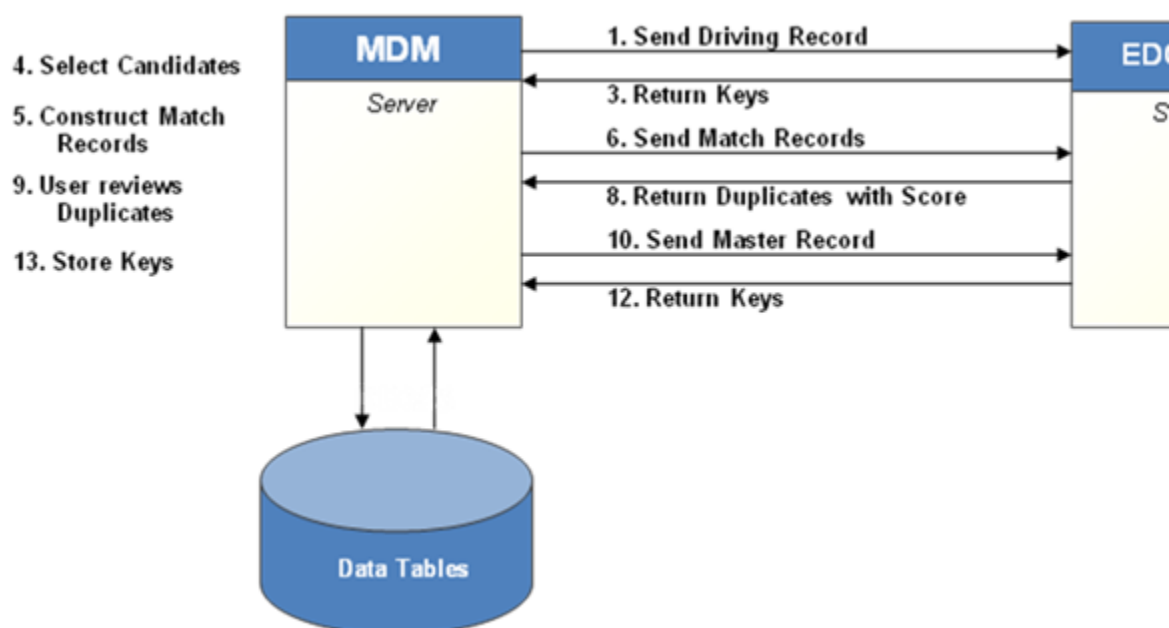 MDM
Server
4. Select Candidates
5. Construct Match
Records
9. User reviews
Duplicates
13. Store Keys
1. Send Driving Record
3. Return Keys
6. Send Match Records
8. Return Duplicates with Score
10. Send Master Record
12. Return Keys
Data Tables